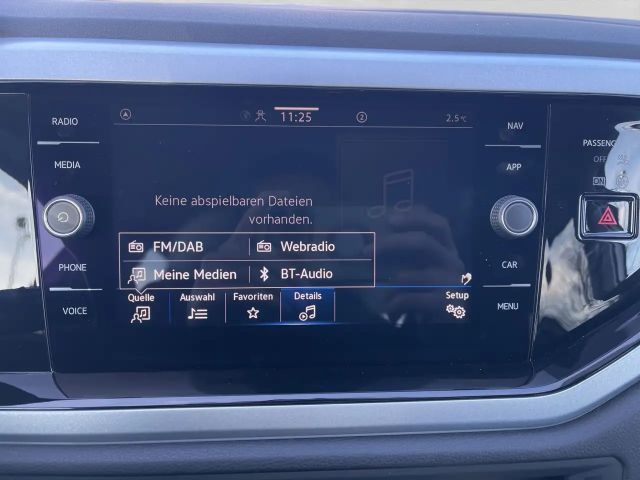 RADIO
MEDIA
PHONE
VOICE
11:25
2
2.5 °C
Keine abspielbaren Dateien
vorhanden.
FM/DAB
Webradio
Meine Medien
BT-Audio
Quelle
Auswahl
Favoriten
Details
Setup
NAV
APP
CAR
MENU
PASSENG
OFF
ON